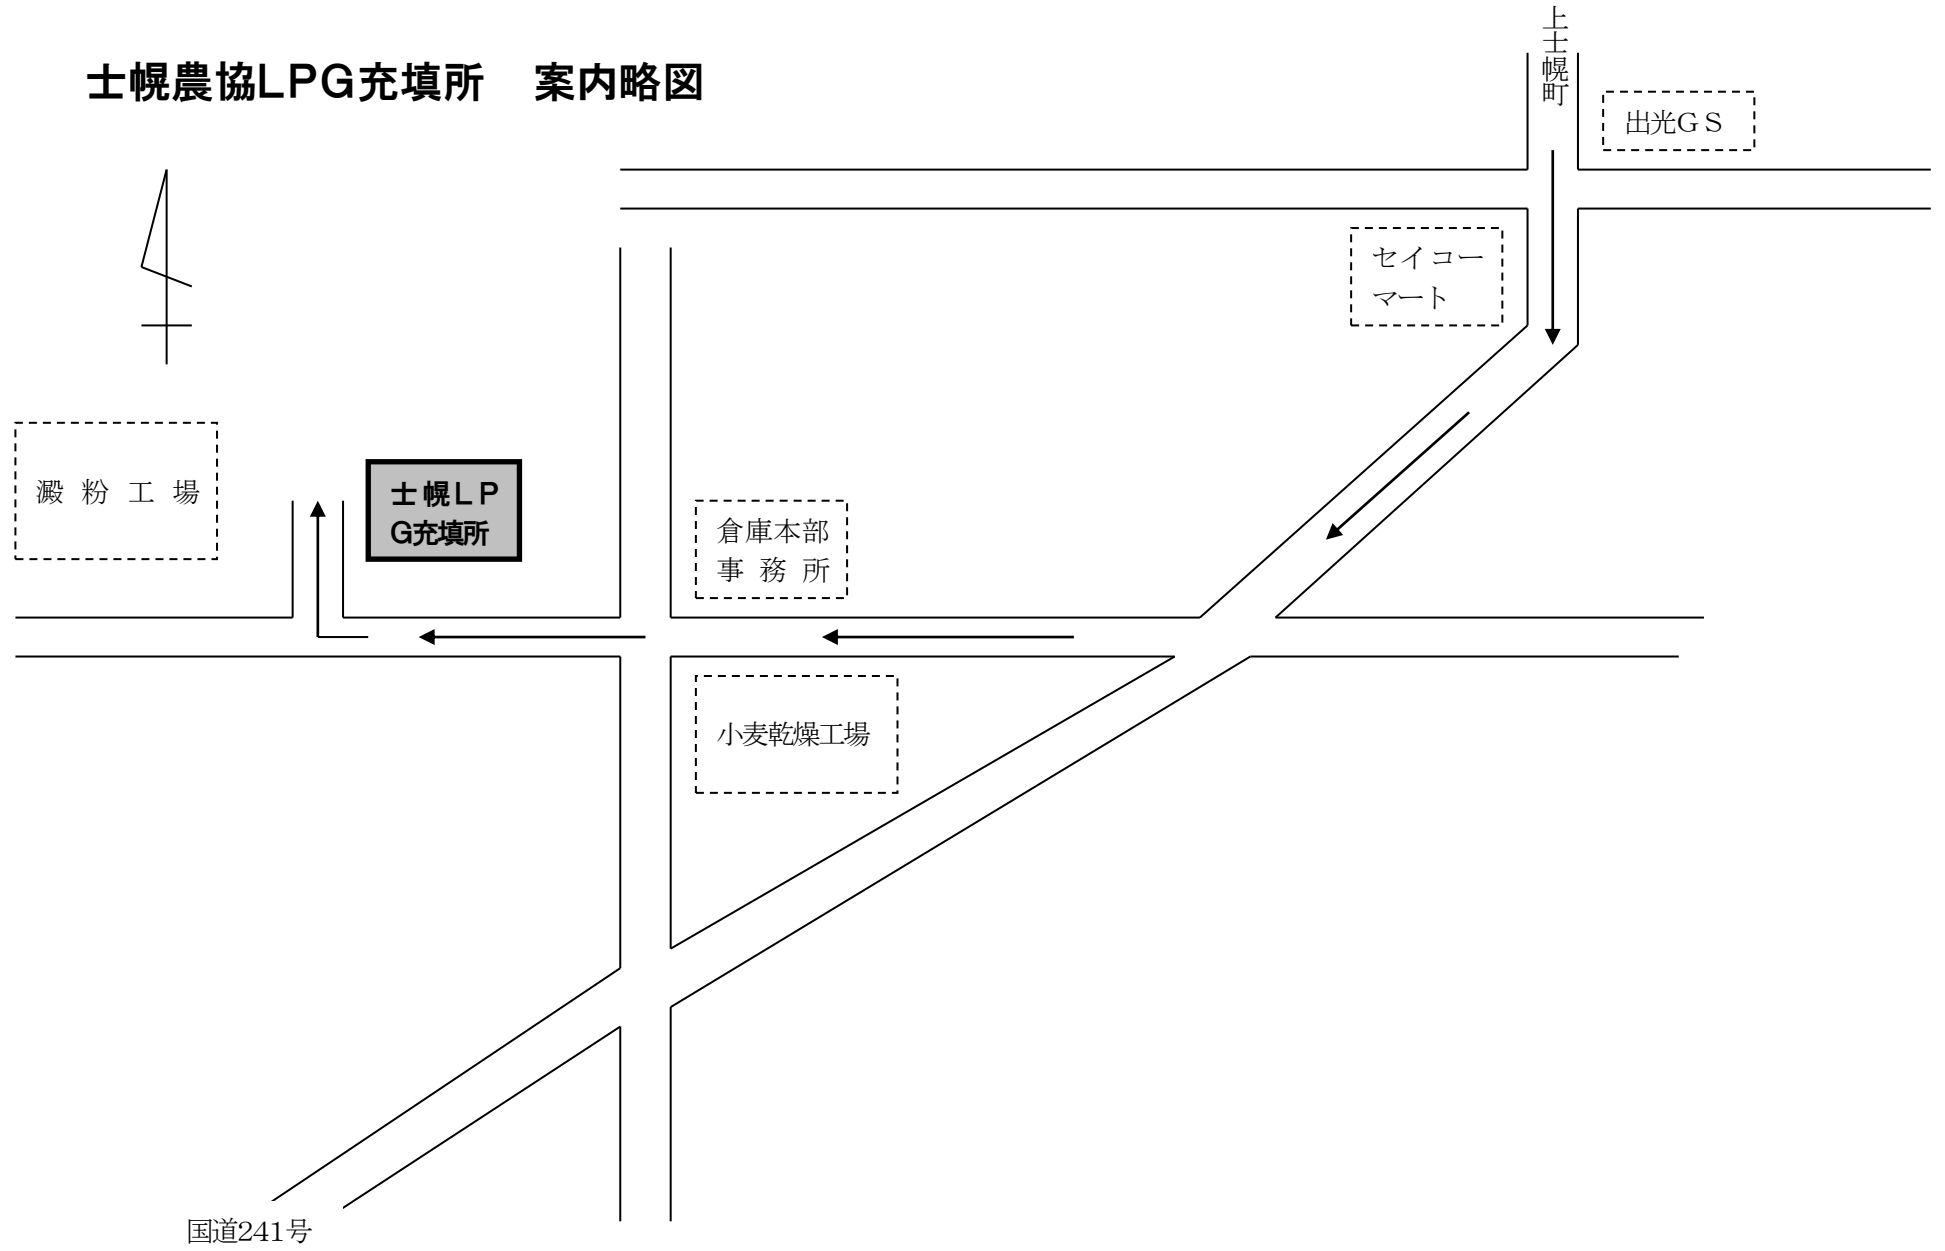 士幌農協LPG充填所　案内略図
上士幌町
出光GS
セイコー
マート
澱粉工場
士幌LP
G充填所
倉庫本部
事務所
小麦乾燥工場
国道241号